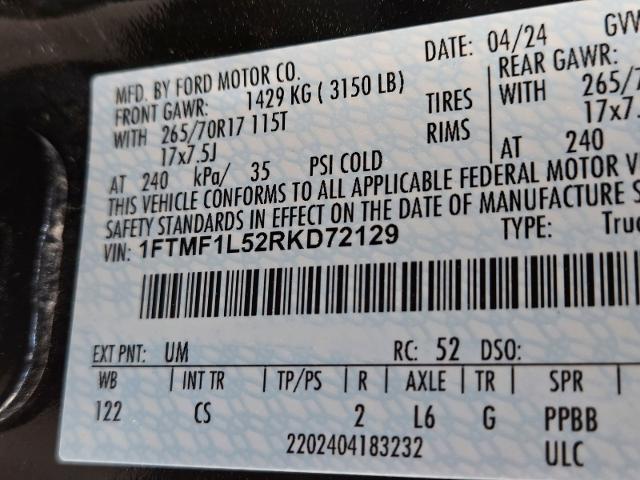 MFD. BY FORD MOTOR CO.
DATE: 04/24
FRONT GAWR: 1429 KG ( 3150 LB)
REAR GAWR:
WITH 265/70R17 115T TIRES
WITH
17x7.5J RIMS
17x7.5
AT 240 kPa/ 35 PSI COLD
AT 240
THIS VEHICLE CONFORMS TO ALL APPLICABLE FEDERAL MOTOR
SAFETY STANDARDS IN EFFECT ON THE DATE OF MANUFACTURE
VIN: 1FTMF1L52RKD72129 TYPE:
EXT PNT: UM RC: 52 DSO:
WB INT TR TP/PS R AXLE TR SPR
122 CS 2 L6 G PPBB
2202404183232 ULC